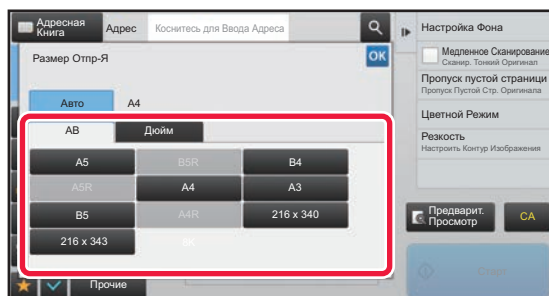 Адресная
Книга
Адрес
Коснитесь для Ввода Адреса
Размер Отпр-Я
OK
Авто
A4
AB
Дюйм
A5
B5R
B4
A5R
A4
A3
B5
A4R
216 x 340
216 x 343
8K
Прочие
Настройка Фона
Медленное Сканирование
Сканир. Тонкий Оригинал
Пропуск пустой страници
Пропуск Пустой Стр. Оригинала
Цветной Режим
Резкость
Настроить Контур Изображения
Предварит.
Просмотр
CA
Старт